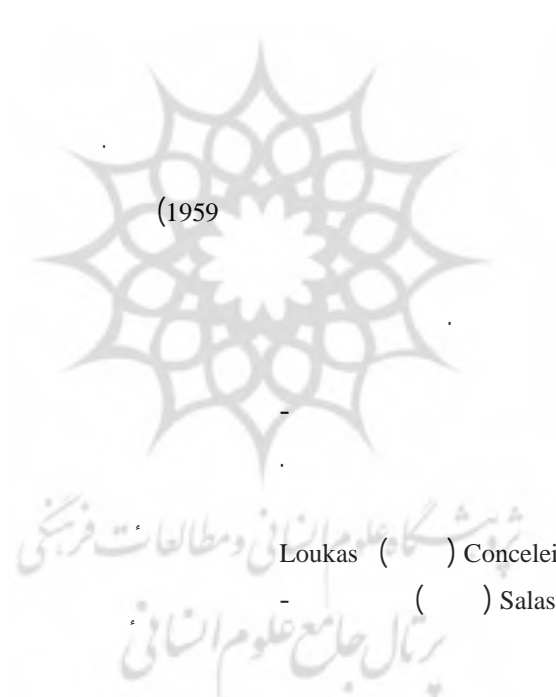 .
(1959
.
-
.
پژوهشگاه علوم انسانی و مطالعات فرهنگی
Loukas ( ) Concelei
- ( ) Salas
پرتال جامع علوم انسانی